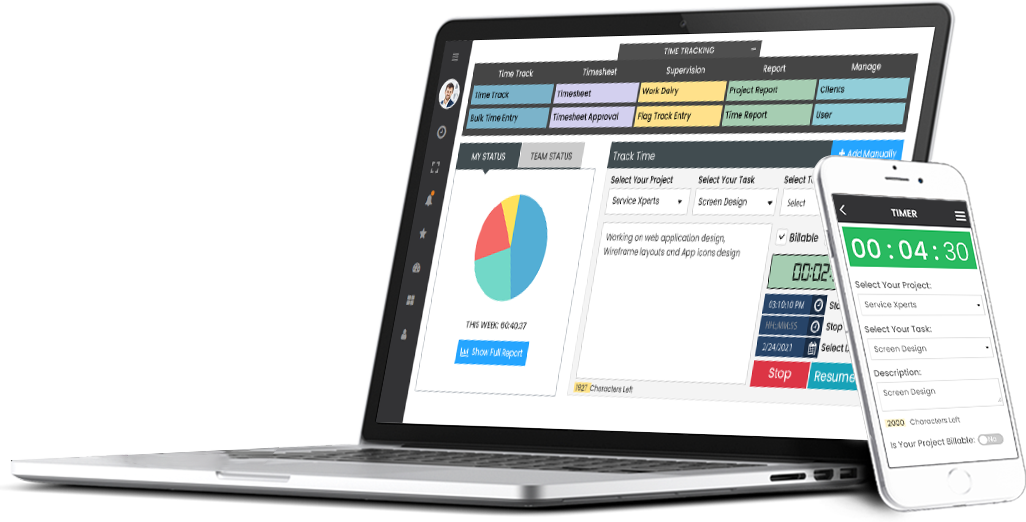 TIME TRACKING
Time Track Timesheet Supervision Report Manage
Time Track Timesheet Work Dairy Project Report Clients
Bulk Time Entry Timesheet Approval Flag Track Entry Time Report User
MY STATUS TEAM STATUS
THIS WEEK: 00:40:37
Show Full Report
Track Time
+ Add Manually
Select Your Project Select Your Task Select
Service Xperts Screen Design Select
Working on web application design,
Wireframe layouts and App icons design
1927 Characters Left
Billable
00:02:
03:10:10 PM
HH:MM:SS Stop
2/24/2021 Select
Stop Resume
TIMER
00:04:30
Select Your Project:
Service Xperts
Select Your Task:
Screen Design
Description:
Screen Design
2000 Characters Left
Is Your Project Billable: No